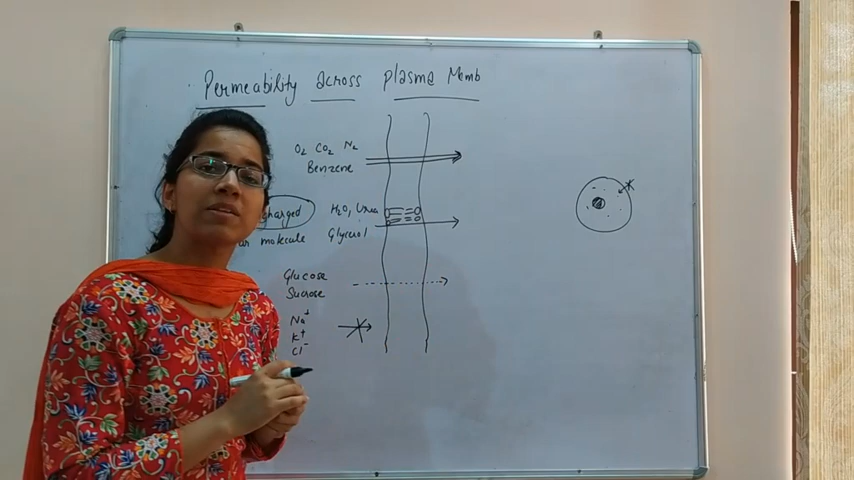 Permeability across plasma Memb
O₂ CO₂ N₂
Benzene
charged H₂O, Urea
molecule Glycerol
Glucose
Sucrose
Na⁺
K⁺
Cl⁻